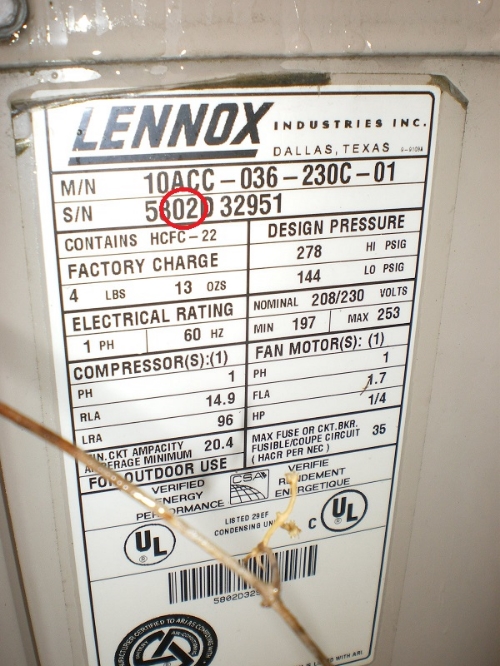 LENNOX INDUSTRIES INC.
DALLAS, TEXAS
M/N 10ACC-036-230C-01
S/N 5802D 32951
CONTAINS HCFC-22
FACTORY CHARGE
4 LBS 13 OZS
DESIGN PRESSURE
278 HI PSIG
144 LO PSIG
ELECTRICAL RATING
1 PH 60 HZ
NOMINAL 208/230 VOLTS
MIN 197 MAX 253
COMPRESSOR(S):(1)
PH 1
RLA 14.9
LRA 96
FAN MOTOR(S): (1)
PH 1
FLA 1.7
HP 1/4
MIN.CKT AMPACITY
AMPERAGE MINIMUM 20.4
MAX FUSE OR CKT.BKR.
FUSIBLE/COUPE CIRCUIT 35
(HACR PER NEC)
FOR OUTDOOR USE
VERIFIED
ENERGY
PERFORMANCE
CSA
VERIFIE
RENDEMENT
ENERGETIQUE
UL
LISTED 29EF
CONDENSING UNIT
C UL